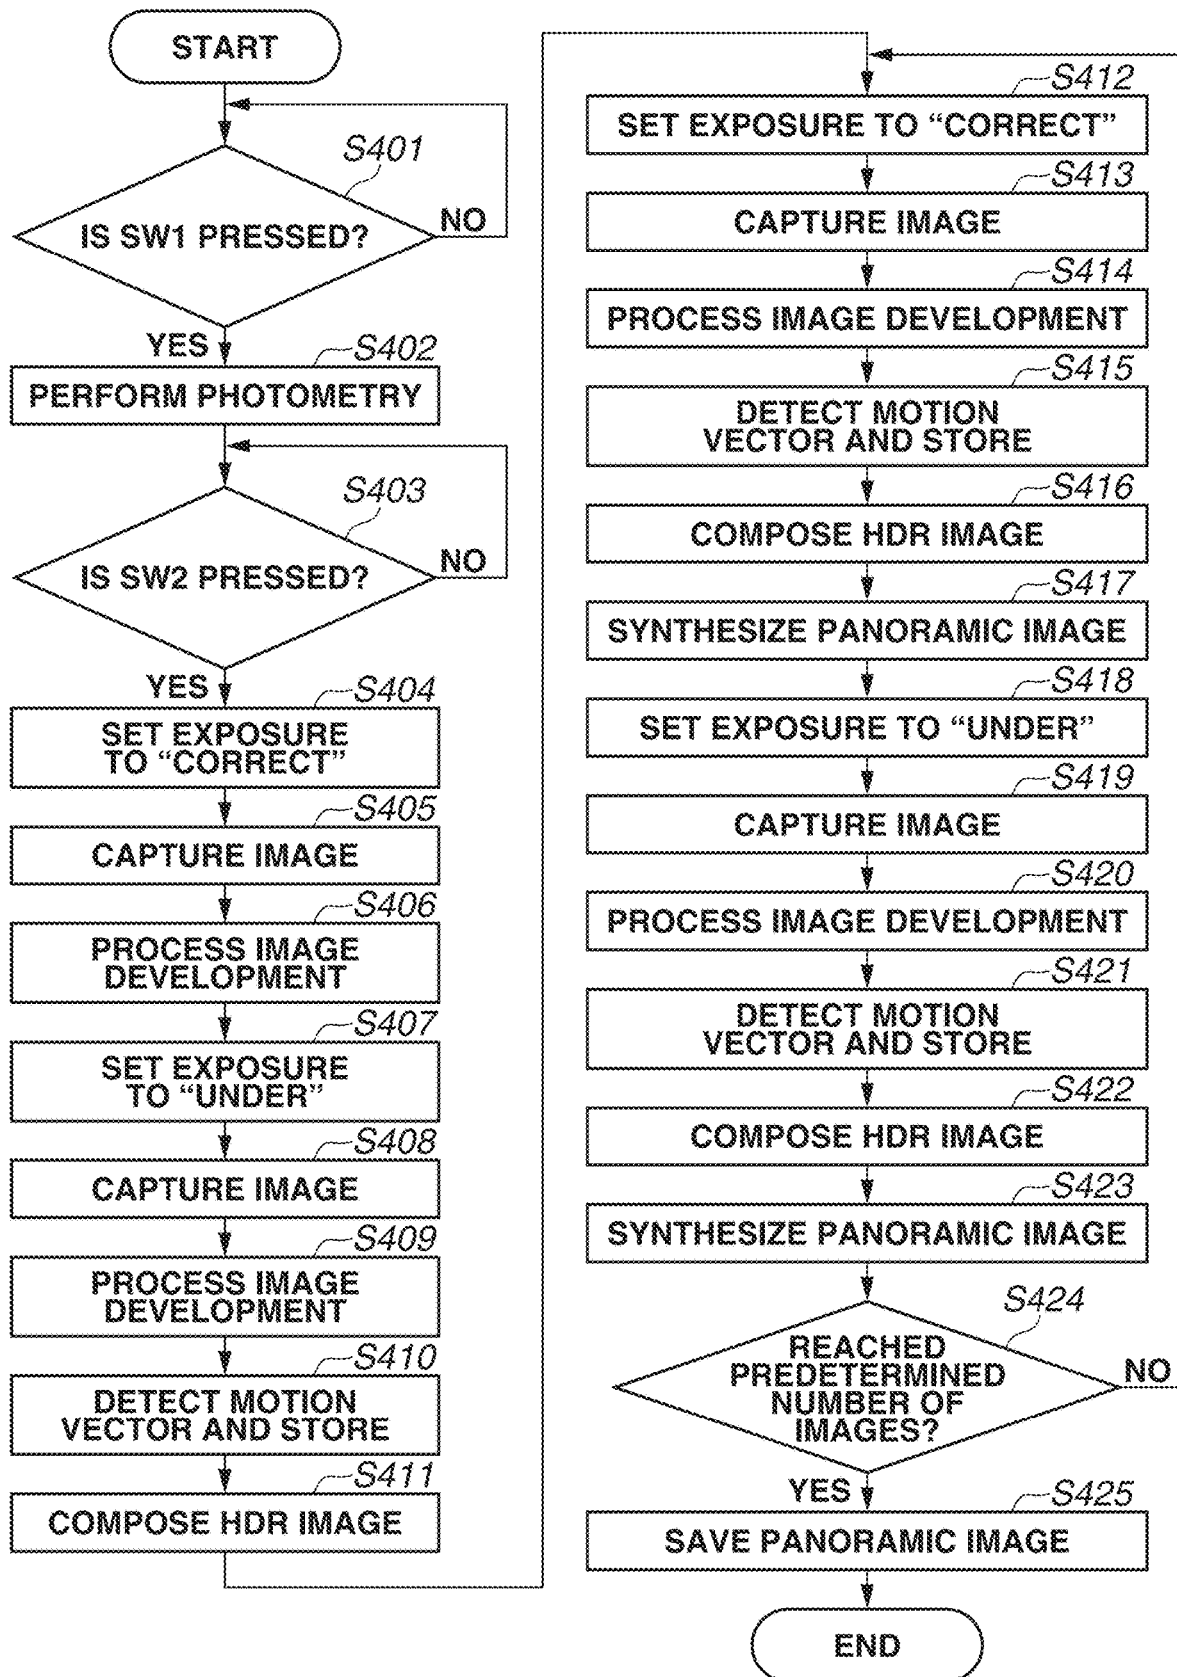 START
S401
IS SW1 PRESSED?
NO
YES
S402
PERFORM PHOTOMETRY
S403
IS SW2 PRESSED?
NO
YES
S404
SET EXPOSURE
TO “CORRECT”
S405
CAPTURE IMAGE
S406
PROCESS IMAGE
DEVELOPMENT
S407
SET EXPOSURE
TO “UNDER”
S408
CAPTURE IMAGE
S409
PROCESS IMAGE
DEVELOPMENT
S410
DETECT MOTION
VECTOR AND STORE
S411
COMPOSE HDR IMAGE
S412
SET EXPOSURE TO “CORRECT”
S413
CAPTURE IMAGE
S414
PROCESS IMAGE DEVELOPMENT
S415
DETECT MOTION
VECTOR AND STORE
S416
COMPOSE HDR IMAGE
S417
SYNTHESIZE PANORAMIC IMAGE
S418
SET EXPOSURE TO “UNDER”
S419
CAPTURE IMAGE
S420
PROCESS IMAGE DEVELOPMENT
S421
DETECT MOTION
VECTOR AND STORE
S422
COMPOSE HDR IMAGE
S423
SYNTHESIZE PANORAMIC IMAGE
S424
REACHED
PREDETERMINED
NUMBER OF
IMAGES?
NO
YES
S425
SAVE PANORAMIC IMAGE
END